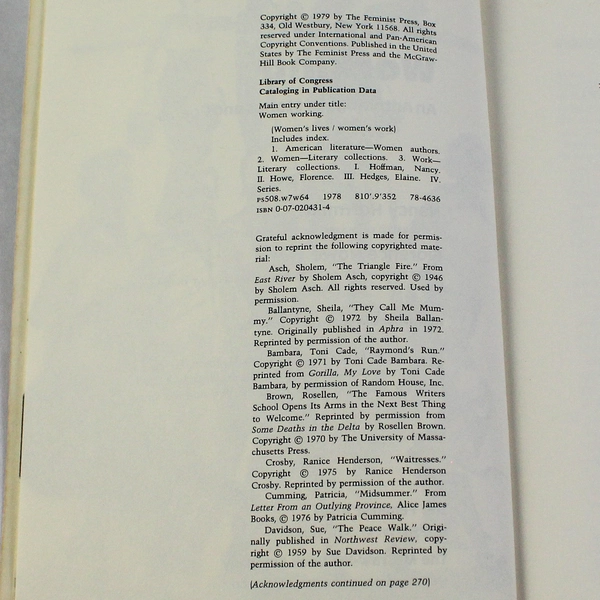 Copyright © 1979 by The Feminist Press, Box
334, Old Westbury, New York 11568. All rights
reserved under International and Pan-American
Copyright Conventions. Published in the United
States by The Feminist Press and the McGraw-
Hill Book Company.
Library of Congress
Cataloging in Publication Data
Main entry under title:
Women working.
(Women's lives / women's work)
Includes index.
1. American literature—Women authors.
2. Women—Literary collections. 3. Work—
Literary collections. I. Hoffman, Nancy.
II. Howe, Florence. III. Hedges, Elaine. IV.
Series.
PS508.W7W64 1978 810'.9'352 78-4636
ISBN 0-07-020431-4
Grateful acknowledgment is made for permis-
sion to reprint the following copyrighted mate-
rial:
Asch, Sholem, "The Triangle Fire." From
East River by Sholem Asch, copyright © 1946
by Sholem Asch. All rights reserved. Used by
permission.
Ballantyne, Sheila, "They Call Me Mum-
my." Copyright © 1972 by Sheila Ballan-
tyne. Originally published in Aphra in 1972.
Reprinted by permission of the author.
Bambara, Toni Cade, "Raymond's Run."
Copyright © 1971 by Toni Cade Bambara. Re-
printed from Gorilla, My Love by Toni Cade
Bambara, by permission of Random House, Inc.
Brown, Rosellen, "The Famous Writers
School Opens Its Arms in the Next Best Thing
to Welcome." Reprinted by permission from
Some Deaths in the Delta by Rosellen Brown.
Copyright © 1970 by The University of Massa-
chusetts Press.
Crosby, Ranice Henderson, "Waitresses."
Copyright © 1975 by Ranice Henderson
Crosby. Reprinted by permission of the author.
Cumming, Patricia, "Midsummer." From
Letter From an Outlying Province, Alice James
Books, © 1976 by Patricia Cumming.
Davidson, Sue, "The Peace Walk." Origi-
nally published in Northwest Review, copy-
right © 1959 by Sue Davidson. Reprinted by
permission of the author.
(Acknowledgments continued on page 270)